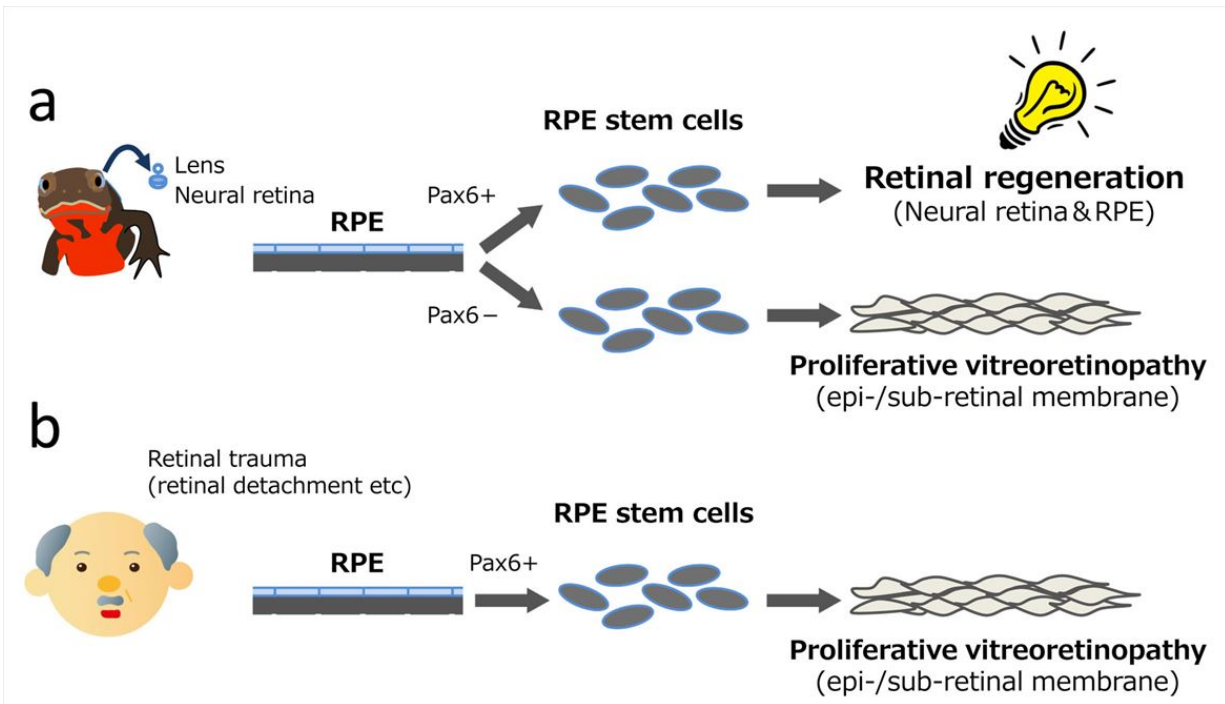 a
Lens
Neural retina
RPE
Pax6+
Pax6−
RPE stem cells
Retinal regeneration
(Neural retina & RPE)
Proliferative vitreoretinopathy
(epi-/sub-retinal membrane)
b
Retinal trauma
(retinal detachment etc)
RPE
Pax6+
RPE stem cells
Proliferative vitreoretinopathy
(epi-/sub-retinal membrane)